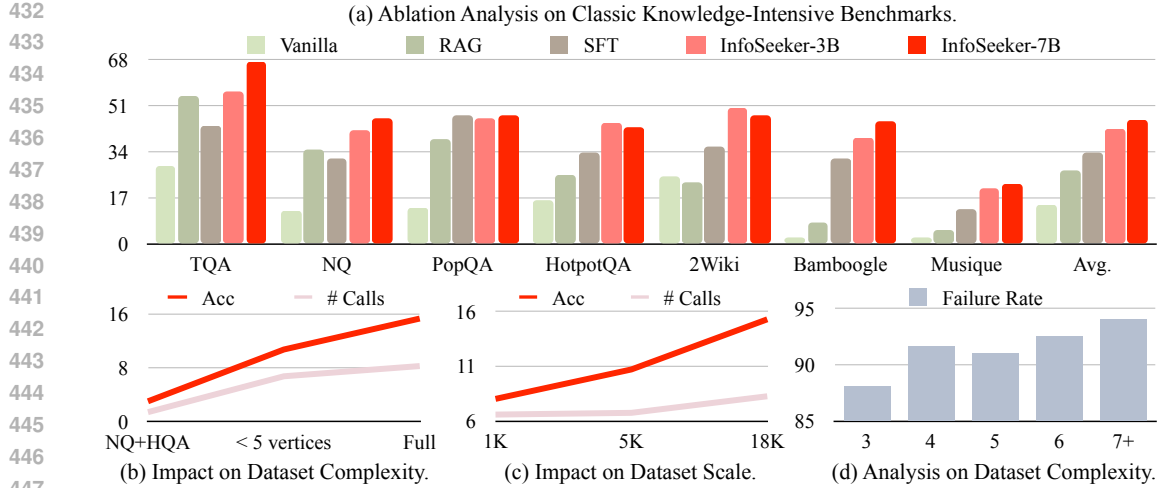 432
(a) Ablation Analysis on Classic Knowledge-Intensive Benchmarks.
433
Vanilla RAG SFT InfoSeeker-3B InfoSeeker-7B
434
68
435
51
436
34
437
438
17
439
0
440
TQA NQ PopQA HotpotQA 2Wiki Bamboogle Musique Avg.
441
Acc # Calls
Acc # Calls
Failure Rate
442
16
16
95
443
8
11
90
444
445
0
6
85
NQ+HQA < 5 vertices Full
1K 5K 18K
3 4 5 6 7+
446
(b) Impact on Dataset Complexity. (c) Impact on Dataset Scale. (d) Analysis on Dataset Complexity.